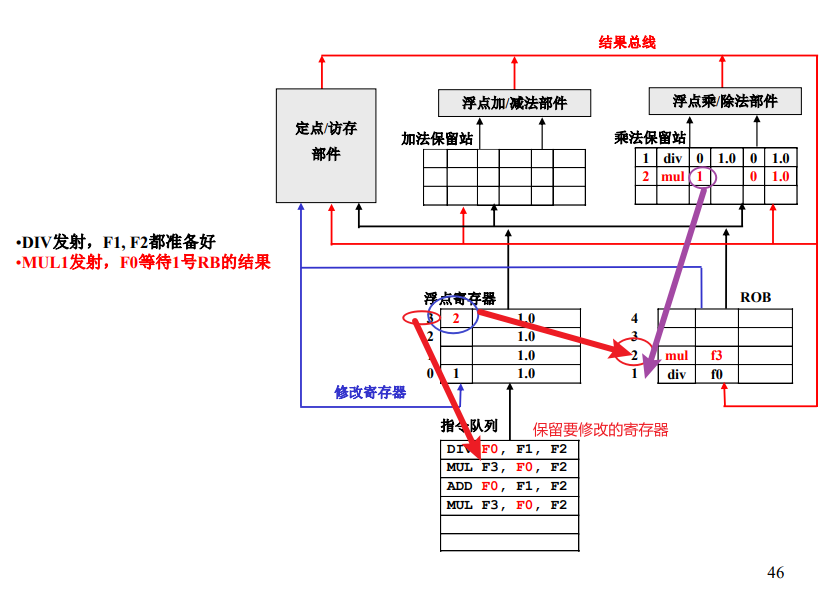 结果总线
定点/访存
部件
浮点加/减法部件
浮点乘/除法部件
加法保留站
乘法保留站
1 div 0 1.0 0 1.0
2 mul 1 0 1.0
•DIV发射，F1, F2都准备好
•MUL1发射，F0等待1号RB的结果
浮点寄存器
3 2 1.0
2 1.0
1.0
0 1 1.0
ROB
4
3
2 mul f3
1 div f0
修改寄存器
指令队列
保留要修改的寄存器
DIV F0, F1, F2
MUL F3, F0, F2
ADD F0, F1, F2
MUL F3, F0, F2
46